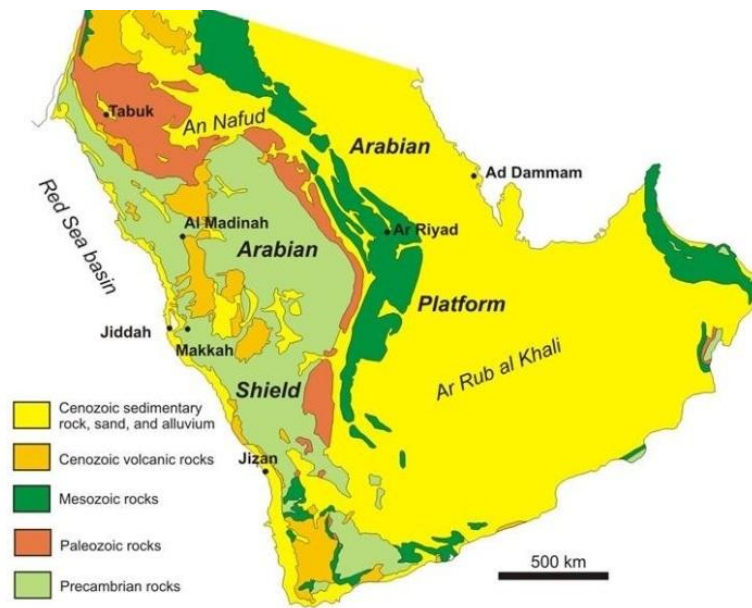 Tabuk
An Nafud
Arabian
Ad Dammam
Red Sea basin
Al Madinah
Ar Riyad
Arabian
Platform
Jiddah
Makkah
Ar Rub al Khali
Shield
Cenozoic sedimentary
rock, sand, and alluvium
Cenozoic volcanic rocks
Jizan
Mesozoic rocks
Paleozoic rocks
500 km
Precambrian rocks